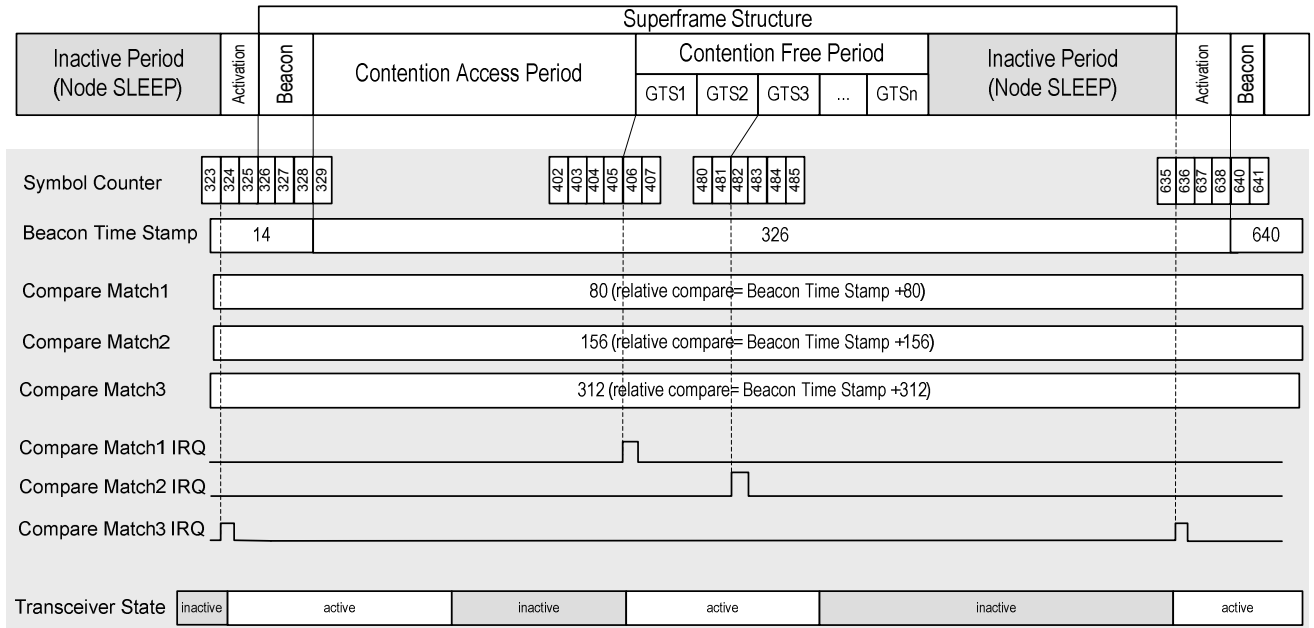 Superframe Structure
Inactive Period
(Node SLEEP)
Activation
Beacon
Contention Access Period
Contention Free Period
GTS1 GTS2 GTS3 ... GTSn
Inactive Period
(Node SLEEP)
Activation
Beacon
Symbol Counter 323 324 325 326 327 328 329 402 403 404 405 406 407 480 481 482 483 484 485 635 636 637 638 640 641
Beacon Time Stamp 14 326 640
Compare Match1 80 (relative compare= Beacon Time Stamp +80)
Compare Match2 156 (relative compare= Beacon Time Stamp +156)
Compare Match3 312 (relative compare= Beacon Time Stamp +312)
Compare Match1 IRQ
Compare Match2 IRQ
Compare Match3 IRQ
Transceiver State inactive active inactive active inactive active